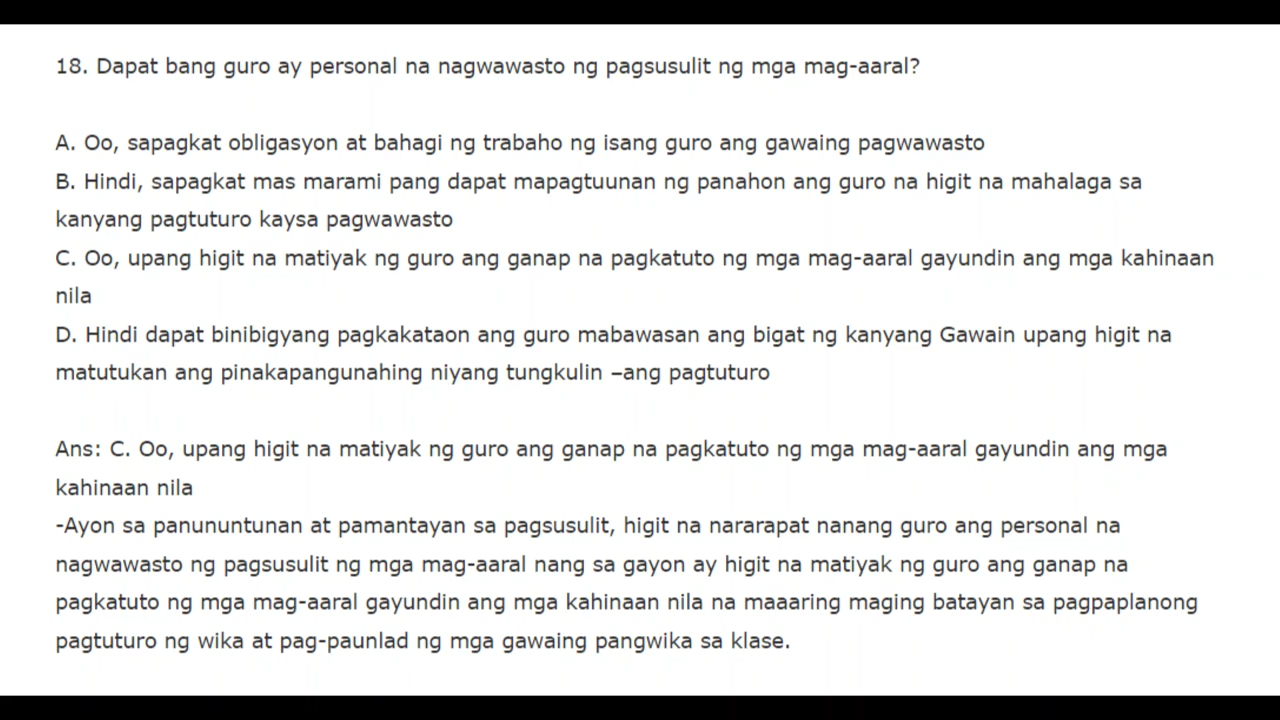 18. Dapat bang guro ay personal na nagwawasto ng pagsusulit ng mga mag-aaral?
A. Oo, sapagkat obligasyon at bahagi ng trabaho ng isang guro ang gawaing pagwawasto
B. Hindi, sapagkat mas marami pang dapat mapagtuunan ng panahon ang guro na higit na mahalaga sa
kanyang pagtuturo kaysa pagwawasto
C. Oo, upang higit na matiyak ng guro ang ganap na pagkatuto ng mga mag-aaral gayundin ang mga kahinaan
nila
D. Hindi dapat binibigyang pagkakataon ang guro mabawasan ang bigat ng kanyang Gawain upang higit na
matutukan ang pinakapangunahing niyang tungkulin –ang pagtuturo
Ans: C. Oo, upang higit na matiyak ng guro ang ganap na pagkatuto ng mga mag-aaral gayundin ang mga
kahinaan nila
-Ayon sa panuntunan at pamantayan sa pagsusulit, higit na nararapat nanang guro ang personal na
nagwawasto ng pagsusulit ng mga mag-aaral nang sa gayon ay higit na matiyak ng guro ang ganap na
pagkatuto ng mga mag-aaral gayundin ang mga kahinaan nila na maaaring maging batayan sa pagpaplanong
pagtuturo ng wika at pag-paunlad ng mga gawaing pangwika sa klase.